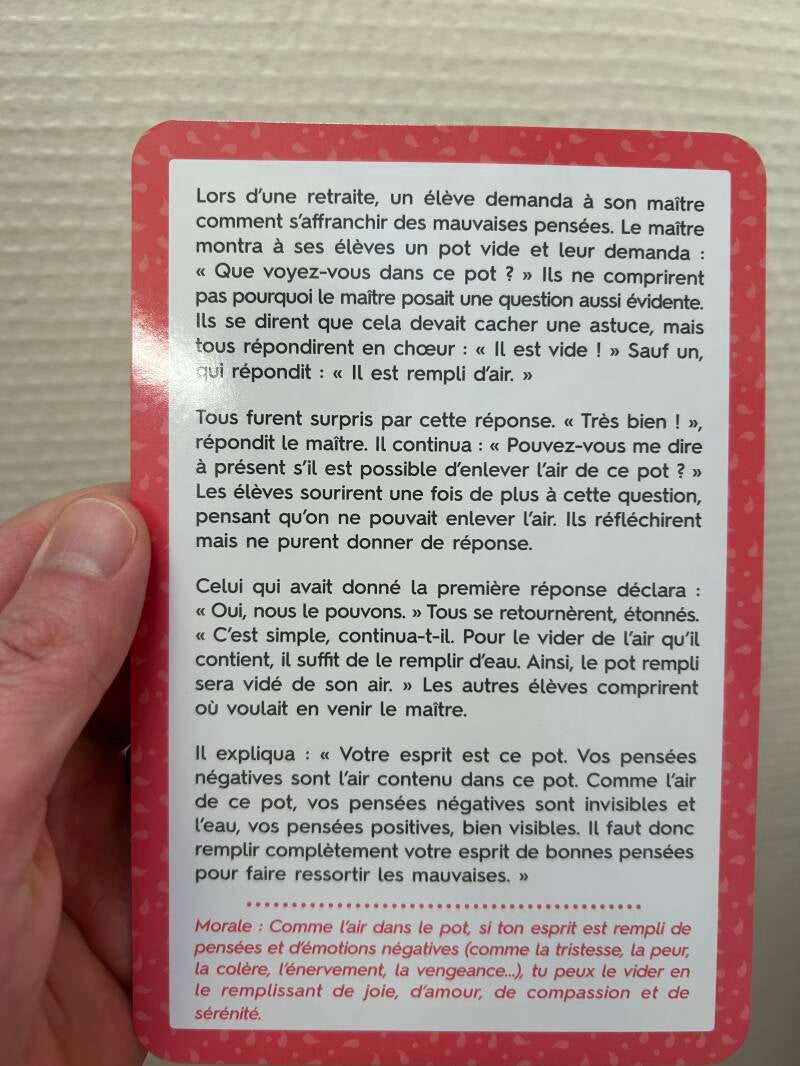 Lors d'une retraite, un élève demanda à son maître
comment s'affranchir des mauvaises pensées. Le maître
montra à ses élèves un pot vide et leur demanda :
« Que voyez-vous dans ce pot ? » Ils ne comprirent
pas pourquoi le maître posait une question aussi évidente.
Ils se dirent que cela devait cacher une astuce, mais
tous répondirent en chœur : « Il est vide ! » Sauf un,
qui répondit : « Il est rempli d'air. »
Tous furent surpris par cette réponse. « Très bien ! »,
répondit le maître. Il continua : « Pouvez-vous me dire
à présent s'il est possible d'enlever l'air de ce pot ? »
Les élèves sourirent une fois de plus à cette question,
pensant qu'on ne pouvait enlever l'air. Ils réfléchirent
mais ne purent donner de réponse.
Celui qui avait donné la première réponse déclara :
« Oui, nous le pouvons. » Tous se retournèrent, étonnés.
« C'est simple, continua-t-il. Pour le vider de l'air qu'il
contient, il suffit de le remplir d'eau. Ainsi, le pot rempli
sera vidé de son air. » Les autres élèves comprirent
où voulait en venir le maître.
Il expliqua : « Votre esprit est ce pot. Vos pensées
négatives sont l'air contenu dans ce pot. Comme l'air
de ce pot, vos pensées négatives sont invisibles et
l'eau, vos pensées positives, bien visibles. Il faut donc
remplir complètement votre esprit de bonnes pensées
pour faire ressortir les mauvaises. »
Morale : Comme l'air dans le pot, si ton esprit est rempli de
pensées et d'émotions négatives (comme la tristesse, la peur,
la colère, l'énervement, la vengeance...), tu peux le vider en
le remplissant de joie, d'amour, de compassion et de
sérénité.